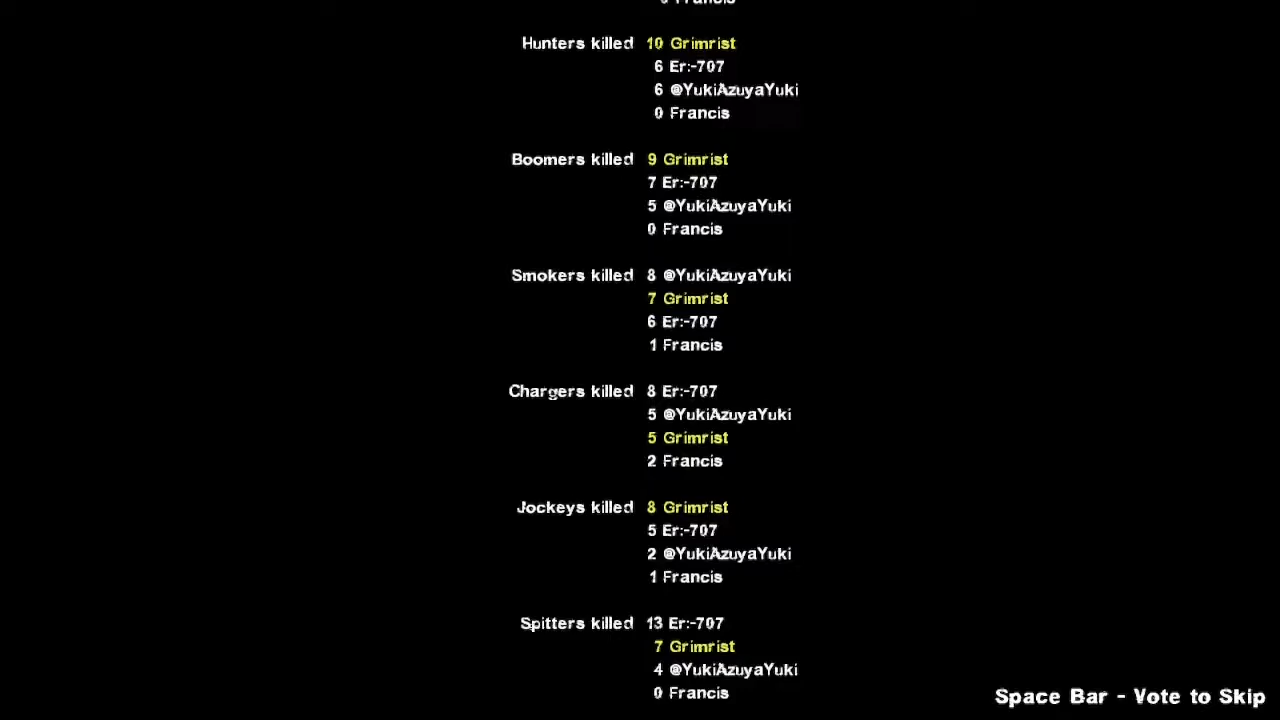 0 Francis
Hunters killed 10 Grimrist
6 Er:-707
6 @YukiAzuyaYuki
0 Francis
Boomers killed 9 Grimrist
7 Er:-707
5 @YukiAzuyaYuki
0 Francis
Smokers killed 8 @YukiAzuyaYuki
7 Grimrist
6 Er:-707
1 Francis
Chargers killed 8 Er:-707
5 @YukiAzuyaYuki
5 Grimrist
2 Francis
Jockeys killed 8 Grimrist
5 Er:-707
2 @YukiAzuyaYuki
1 Francis
Spitters killed 13 Er:-707
7 Grimrist
4 @YukiAzuyaYuki
0 Francis
Space Bar - Vote to Skip